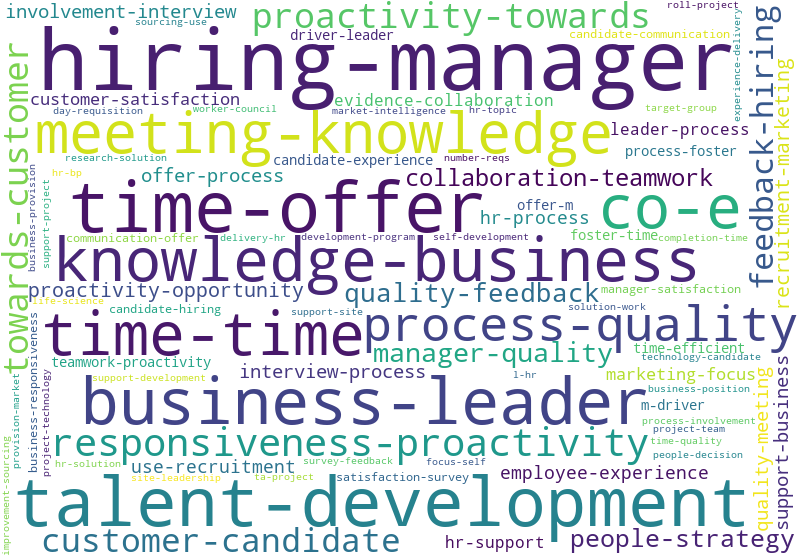 involvement-interview
sourcing-use
proactivity-towards
roll-project
driver-leader
candidate-communication
experience-delivery
hiring-manager
feedback-hiring
towards-customer
customer-satisfaction
evidence-collaboration
day-requisition
worker-council
market-intelligence
hr-topic
target-group
meeting-knowledge
leader-process
recruitment-marketing
research-solution
candidate-experience
number-reqs
process-foster
hr-bp
offer-process
collaboration-teamwork
business-provision
support-project
time-offer
offer-m
hr-process
co-e
communication-offer
delivery-hr
development-program
self-development
foster-time
completion-time
knowledge-business
proactivity-opportunity
quality-feedback
manager-satisfaction
life-science
candidate-hiring
support-site
solution-work
time-time
process-quality
business-responsiveness
teamwork-proactivity
manager-quality
time-efficient
technology-candidate
interview-process
marketing-focus
support-development
l-hr
business-position
provision-market
project-technology
business-leader
m-driver
quality-meeting
support-business
process-involvement
project-team
responsiveness-proactivity
time-quality
people-decision
hr-solution
use-recruitment
survey-feedback
focus-self
employee-experience
improvement-sourcing
site-leadership
ta-project
satisfaction-survey
talent-development
customer-candidate
hr-support
people-strategy